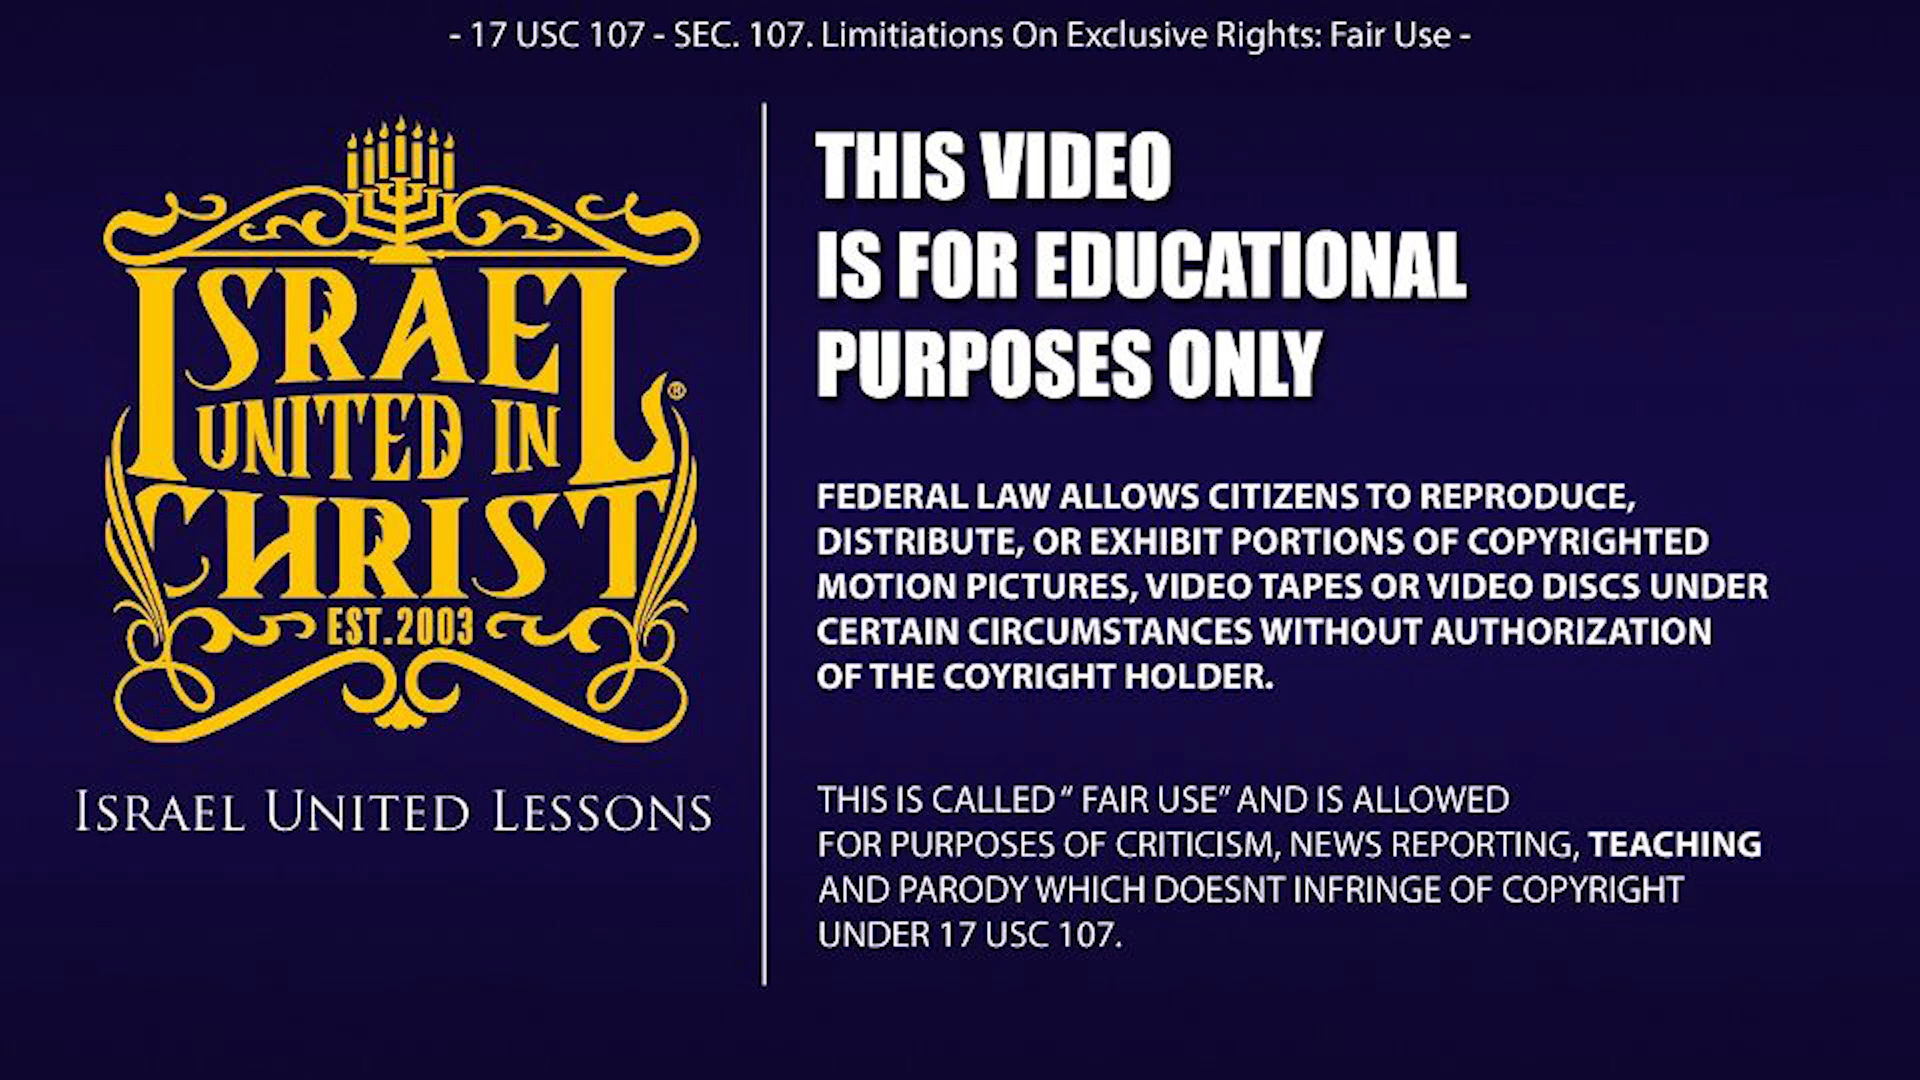 - 17 USC 107 - SEC. 107. Limitiations On Exclusive Rights: Fair Use -
ISRAEL
UNITED IN
CHRIST
®
EST.2003
ISRAEL UNITED LESSONS
THIS VIDEO
IS FOR EDUCATIONAL
PURPOSES ONLY
FEDERAL LAW ALLOWS CITIZENS TO REPRODUCE,
DISTRIBUTE, OR EXHIBIT PORTIONS OF COPYRIGHTED
MOTION PICTURES, VIDEO TAPES OR VIDEO DISCS UNDER
CERTAIN CIRCUMSTANCES WITHOUT AUTHORIZATION
OF THE COYRIGHT HOLDER.
THIS IS CALLED “ FAIR USE” AND IS ALLOWED
FOR PURPOSES OF CRITICISM, NEWS REPORTING, TEACHING
AND PARODY WHICH DOESNT INFRINGE OF COPYRIGHT
UNDER 17 USC 107.